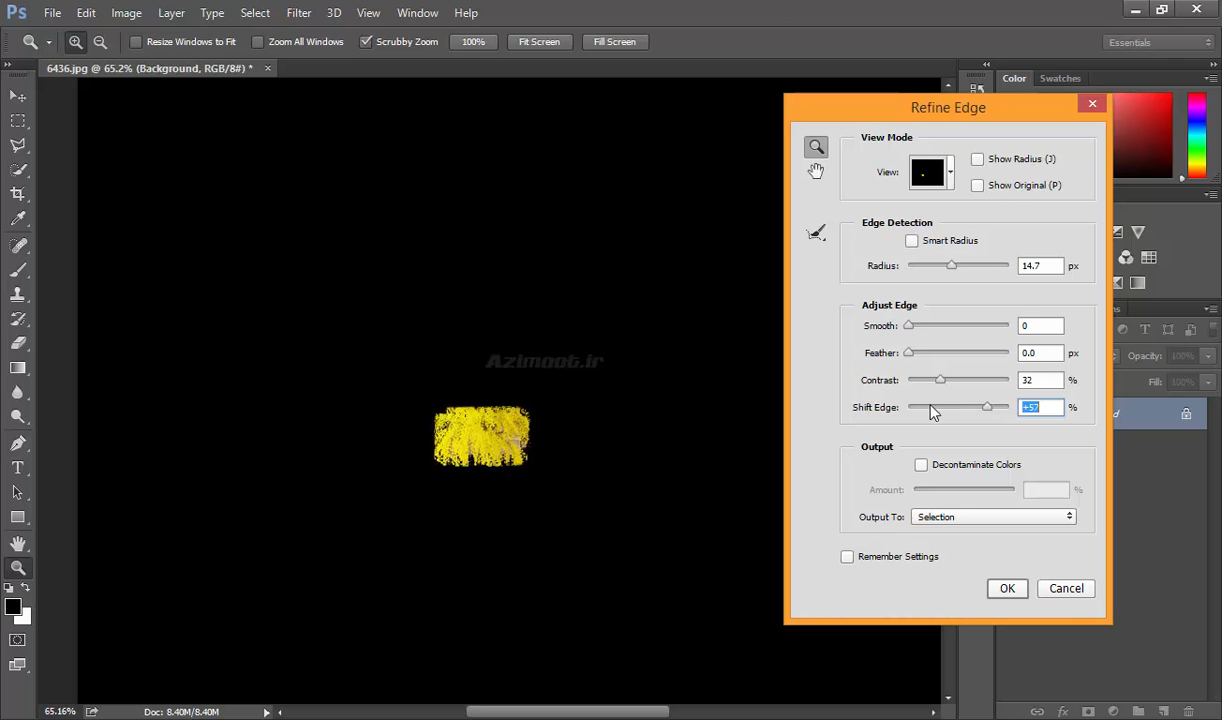 Ps File Edit Image Layer Type Select Filter 3D View Window Help
Resize Windows to Fit Zoom All Windows Scrubby Zoom 100% Fit Screen Fill Screen Essentials
6436.jpg @ 65.2% (Background, RGB/8#) *
Color Swatches
Refine Edge
View Mode
View:
Show Radius (J)
Show Original (P)
Edge Detection
Smart Radius
Radius: 14.7 px
Adjust Edge
Smooth: 0
Feather: 0.0 px
Contrast: 32 %
Shift Edge: +57 %
Output
Decontaminate Colors
Amount: %
Output To: Selection
Remember Settings
OK Cancel
Opacity: 100%
Fill: 100%
Azimoot.ir
65.16% Doc: 8.40M/8.40M